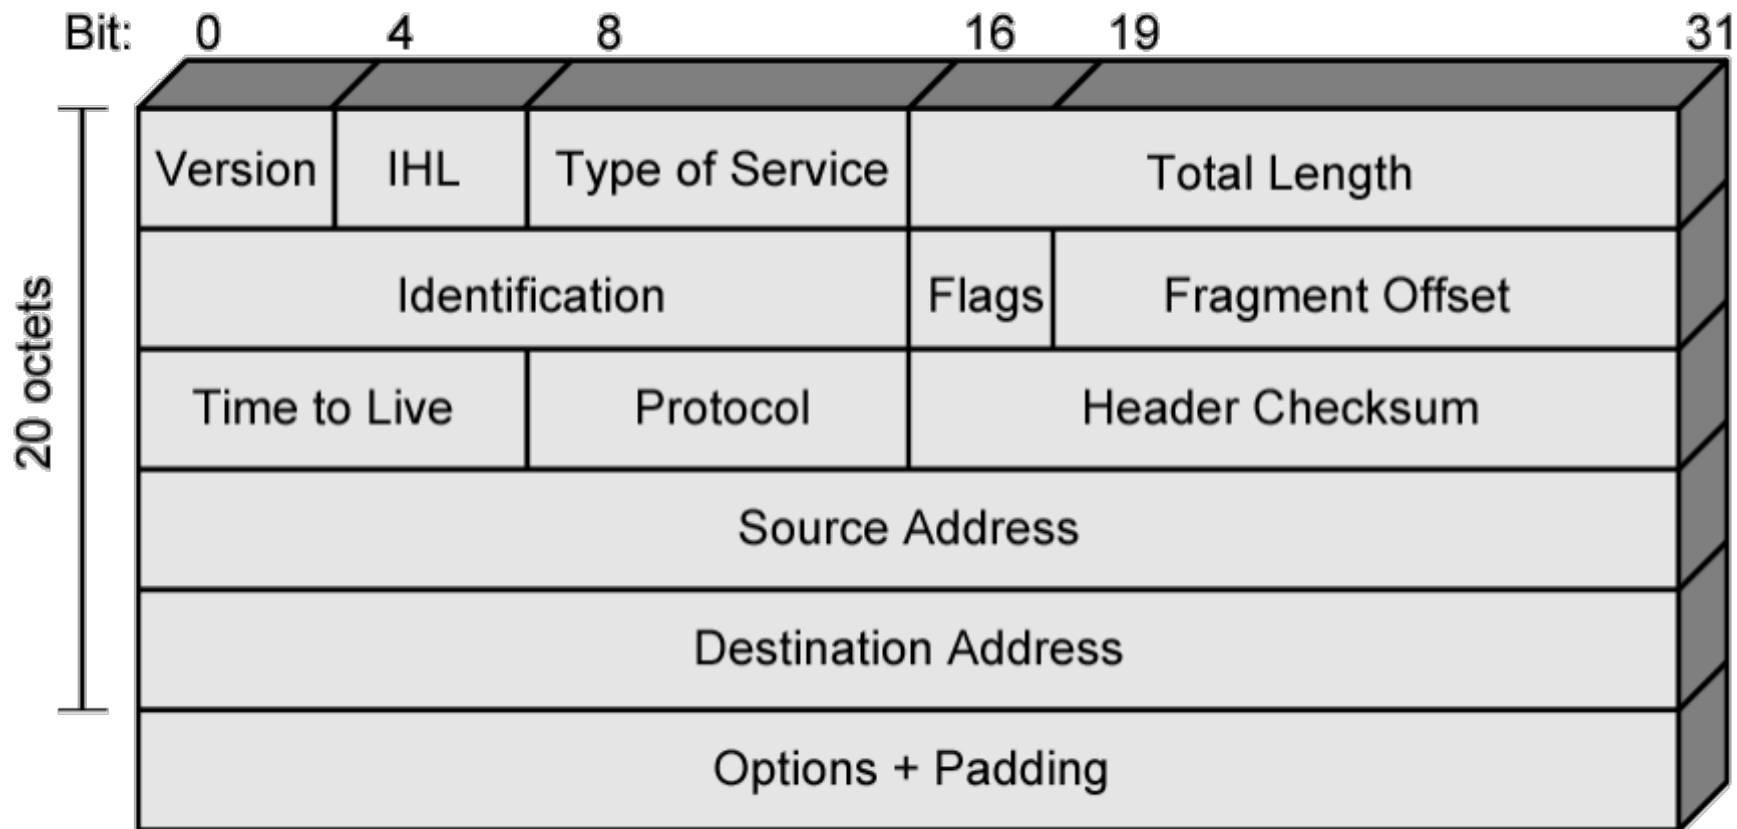 Bit: 0 4 8 16 19 31
Version IHL Type of Service Total Length
Identification Flags Fragment Offset
Time to Live Protocol Header Checksum
Source Address
Destination Address
Options + Padding
20 octets